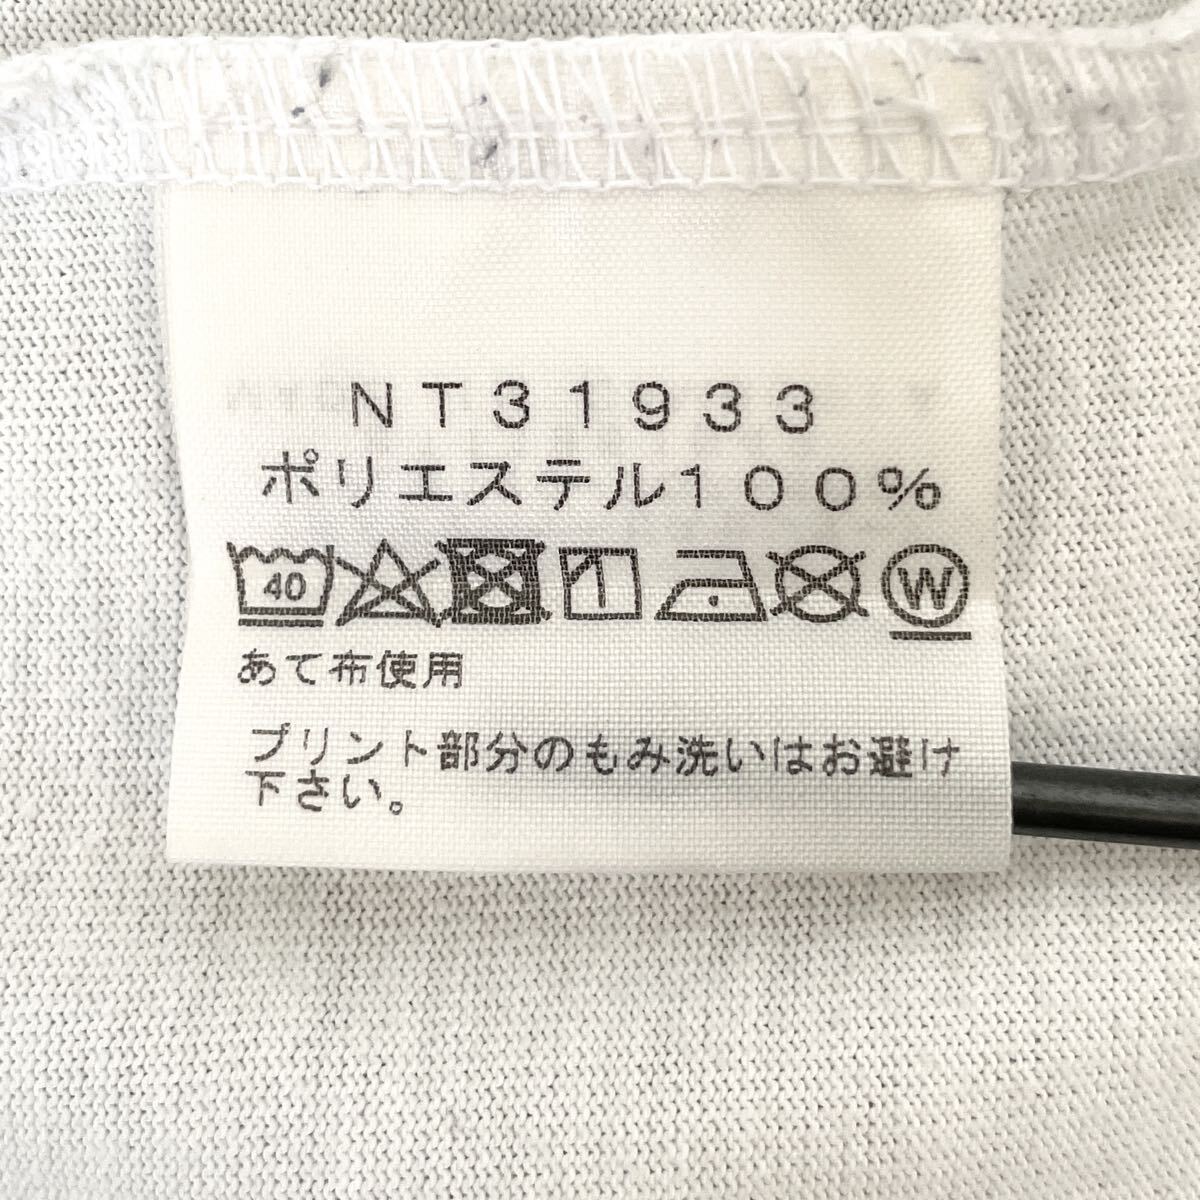 NT31933
ポリエステル100%
40 W
あて布使用
プリント部分のもみ洗いはお避け
下さい。